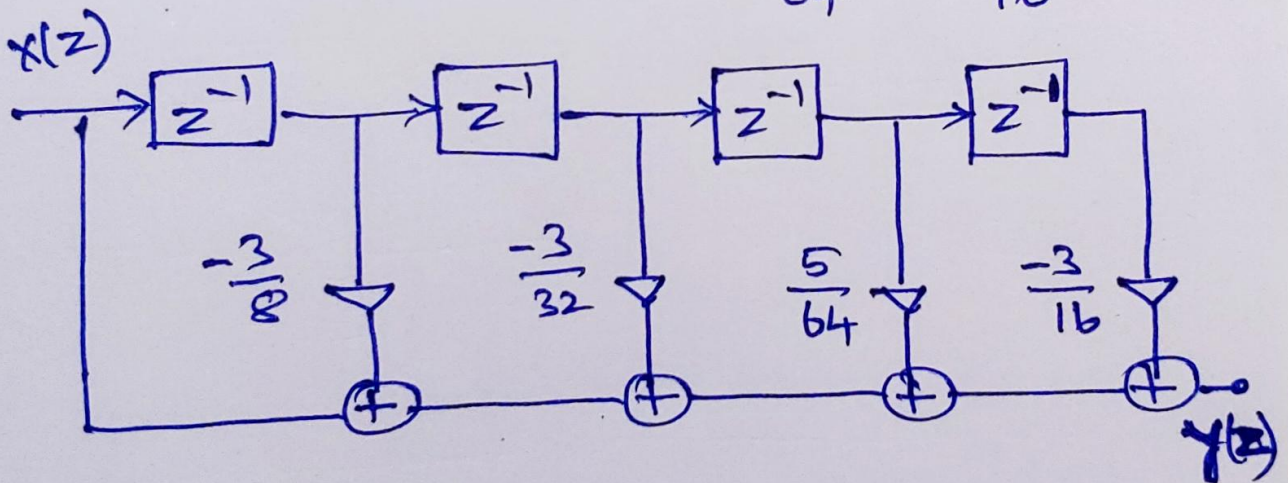 x(z)
z⁻¹ z⁻¹ z⁻¹ z⁻¹
-3/8 -3/32 5/64 -3/16
+ + + +
y(z)